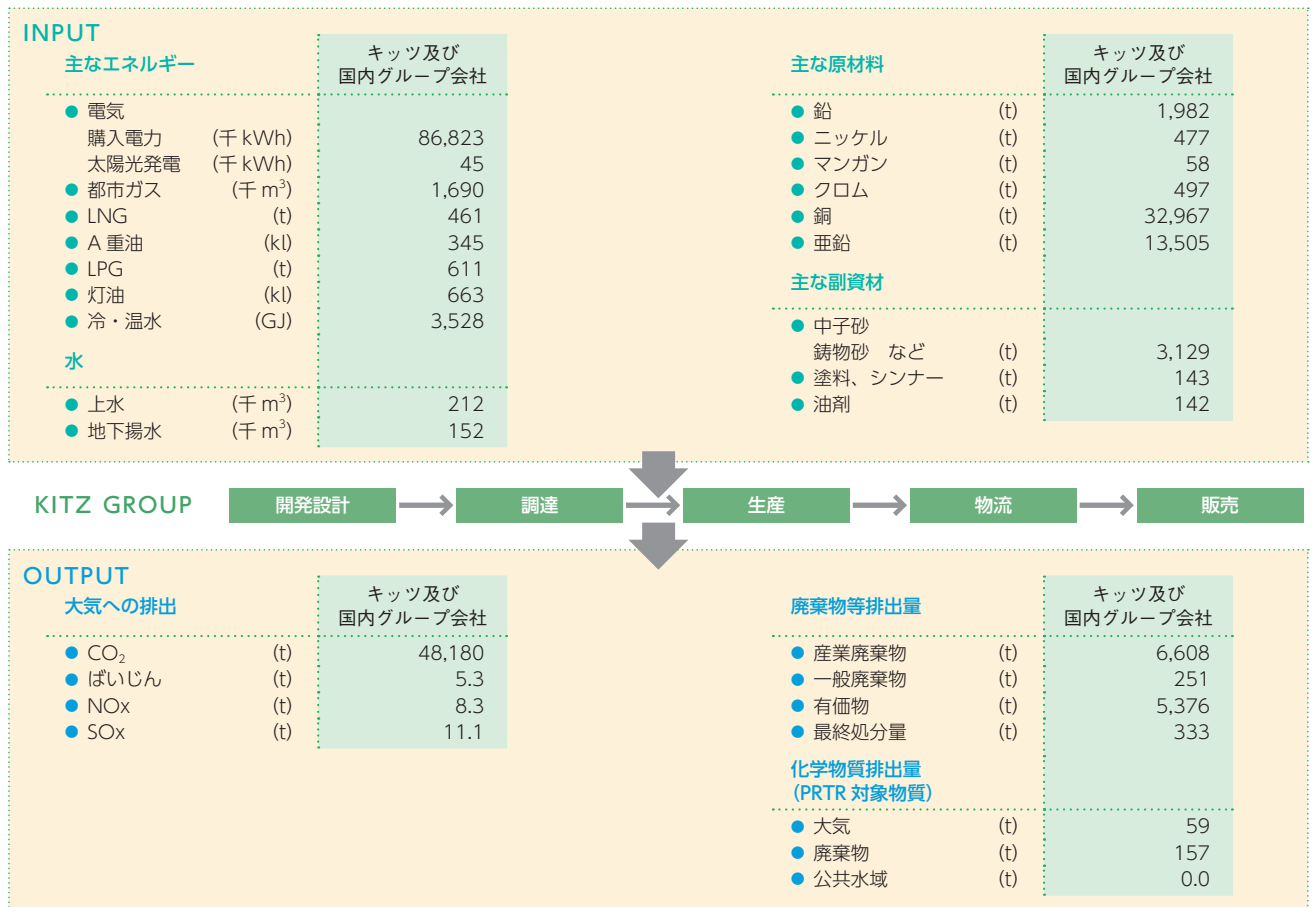 INPUT
主なエネルギー
キッツ及び
国内グループ会社
● 電気
購入電力 (千 kWh) 86,823
太陽光発電 (千 kWh) 45
● 都市ガス (千 m³) 1,690
● LNG (t) 461
● A 重油 (kl) 345
● LPG (t) 611
● 灯油 (kl) 663
● 冷・温水 (GJ) 3,528
水
● 上水 (千 m³) 212
● 地下揚水 (千 m³) 152
主な原材料
キッツ及び
国内グループ会社
● 鉛 (t) 1,982
● ニッケル (t) 477
● マンガン (t) 58
● クロム (t) 497
● 銅 (t) 32,967
● 亜鉛 (t) 13,505
主な副資材
● 中子砂
鋳物砂 など (t) 3,129
● 塗料、シンナー (t) 143
● 油剤 (t) 142
KITZ GROUP 開発設計 調達 生産 物流 販売
OUTPUT
大気への排出
キッツ及び
国内グループ会社
● CO₂ (t) 48,180
● ばいじん (t) 5.3
● NOx (t) 8.3
● SOx (t) 11.1
廃棄物等排出量
キッツ及び
国内グループ会社
● 産業廃棄物 (t) 6,608
● 一般廃棄物 (t) 251
● 有価物 (t) 5,376
● 最終処分量 (t) 333
化学物質排出量
（PRTR 対象物質）
● 大気 (t) 59
● 廃棄物 (t) 157
● 公共水域 (t) 0.0